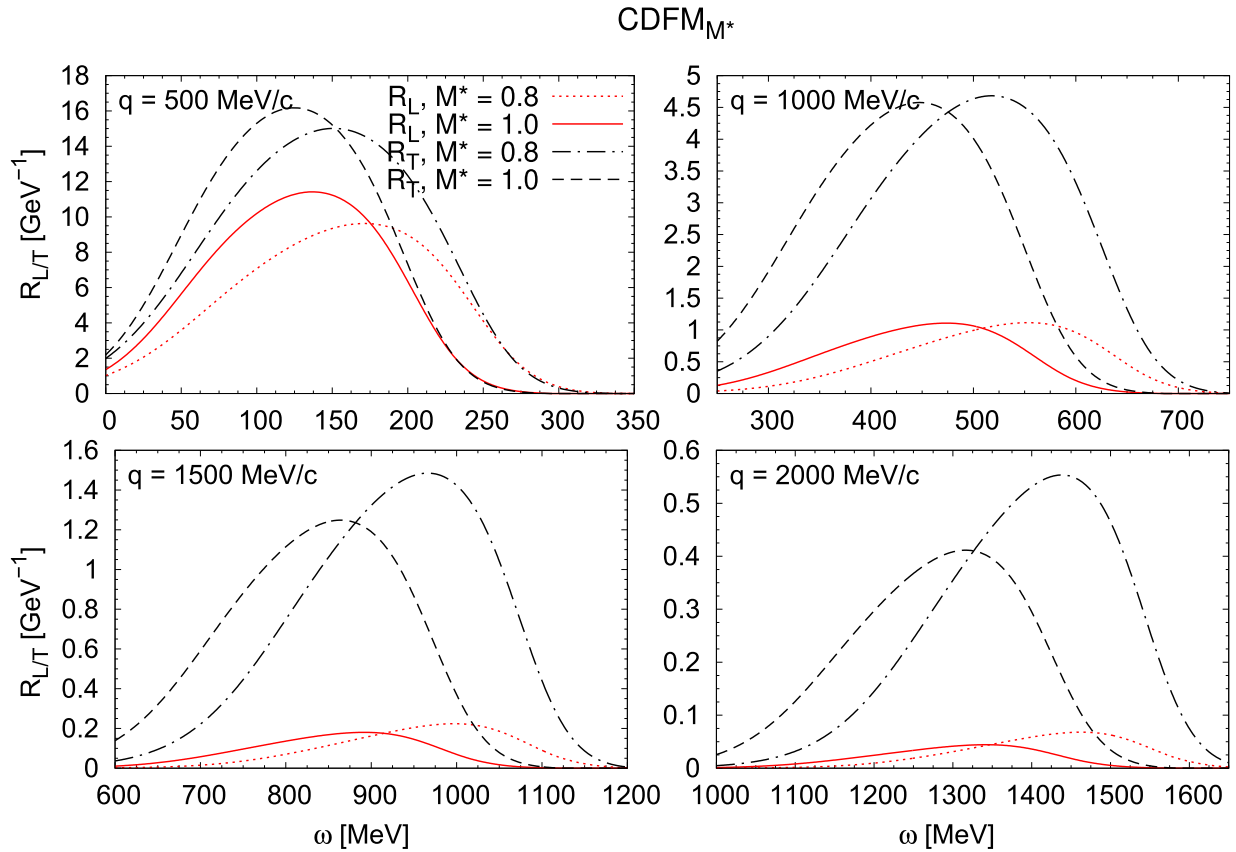 CDFM_M*
q = 500 MeV/c
R_L, M* = 0.8
R_L, M* = 1.0
R_T, M* = 0.8
R_T, M* = 1.0
R_L/T [GeV⁻¹]
18
16
14
12
10
8
6
4
2
0
0 50 100 150 200 250 300 350
q = 1000 MeV/c
5
4.5
4
3.5
3
2.5
2
1.5
1
0.5
0
300 400 500 600 700
q = 1500 MeV/c
R_L/T [GeV⁻¹]
1.6
1.4
1.2
1
0.8
0.6
0.4
0.2
0
600 700 800 900 1000 1100 1200
ω [MeV]
q = 2000 MeV/c
0.6
0.5
0.4
0.3
0.2
0.1
0
1000 1100 1200 1300 1400 1500 1600
ω [MeV]